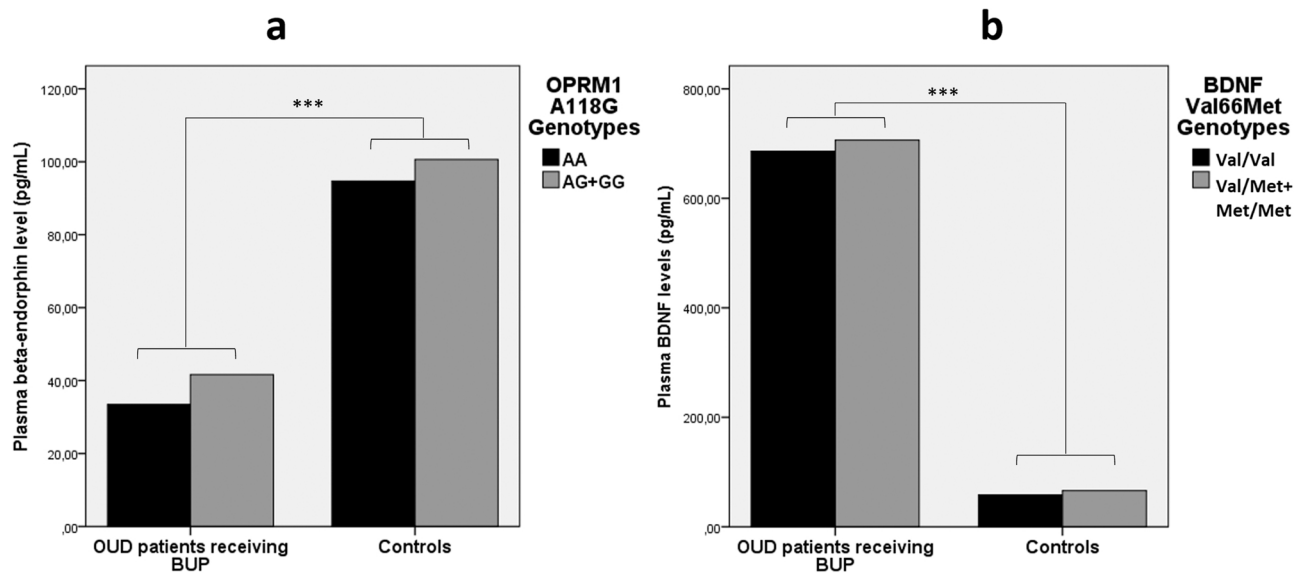 a
Plasma beta-endorphin level (pg/mL)
120,00
100,00
80,00
60,00
40,00
20,00
,00
***
OUD patients receiving
BUP
Controls
OPRM1
A118G
Genotypes
AA
AG+GG
b
Plasma BDNF levels (pg/mL)
800,00
600,00
400,00
200,00
,00
***
OUD patients receiving
BUP
Controls
BDNF
Val66Met
Genotypes
Val/Val
Val/Met+
Met/Met